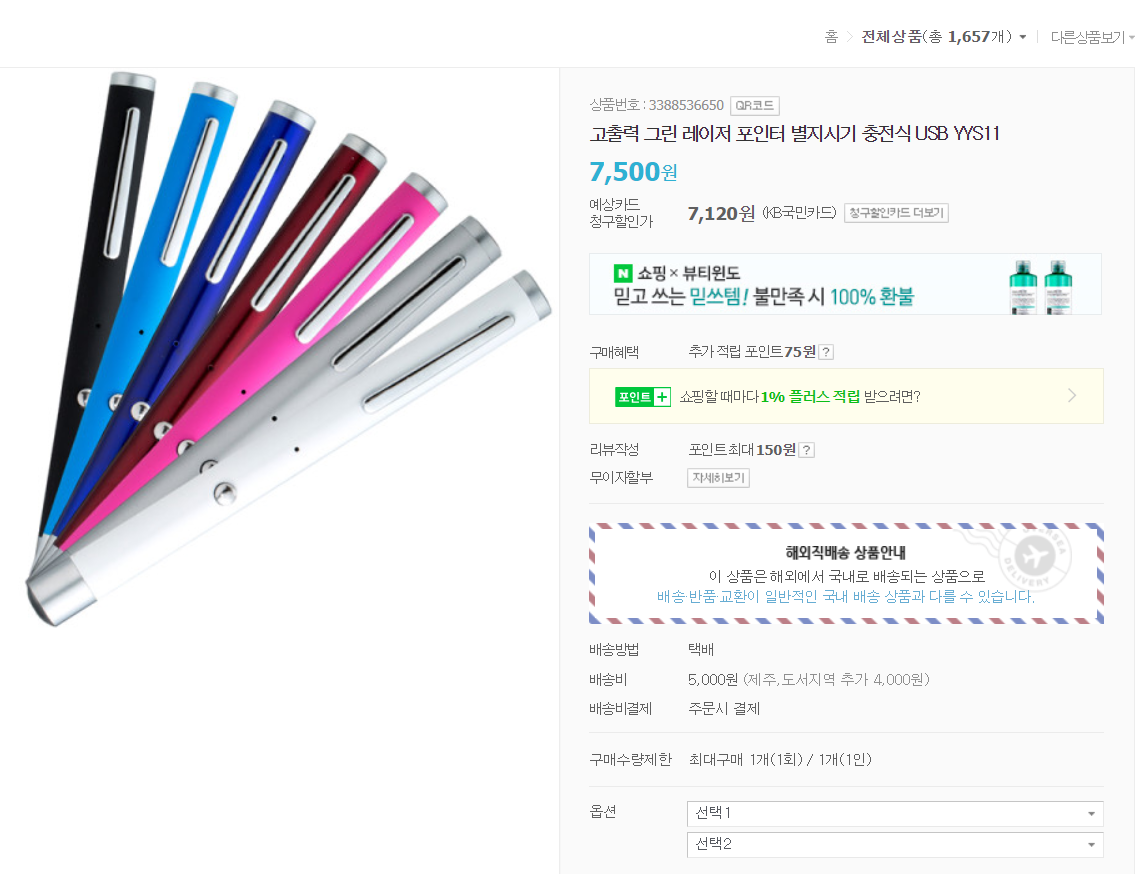 홈 > 전체상품(총 1,657개) 다른상품보기
상품번호 : 3388536650 QR코드
고출력 그린 레이저 포인터 별지시기 충전식 USB YYS11
7,500원
예상카드
청구할인가 7,120원 (KB국민카드) 청구할인카드 더보기
N 쇼핑 × 뷰티윈도
믿고 쓰는 믿쓰템! 불만족 시 100% 환불
구매혜택 추가 적립 포인트 75원 ?
포인트 + 쇼핑할 때마다 1% 플러스 적립 받으려면?
리뷰작성 포인트 최대 150원 ?
무이자할부 자세히보기
해외직배송 상품안내
이 상품은 해외에서 국내로 배송되는 상품으로
배송·반품·교환이 일반적인 국내 배송 상품과 다를 수 있습니다.
DELIVERY
배송방법 택배
배송비 5,000원 (제주,도서지역 추가 4,000원)
배송비결제 주문시 결제
구매수량제한 최대구매 1개(1회) / 1개(1인)
옵션 선택1
선택2